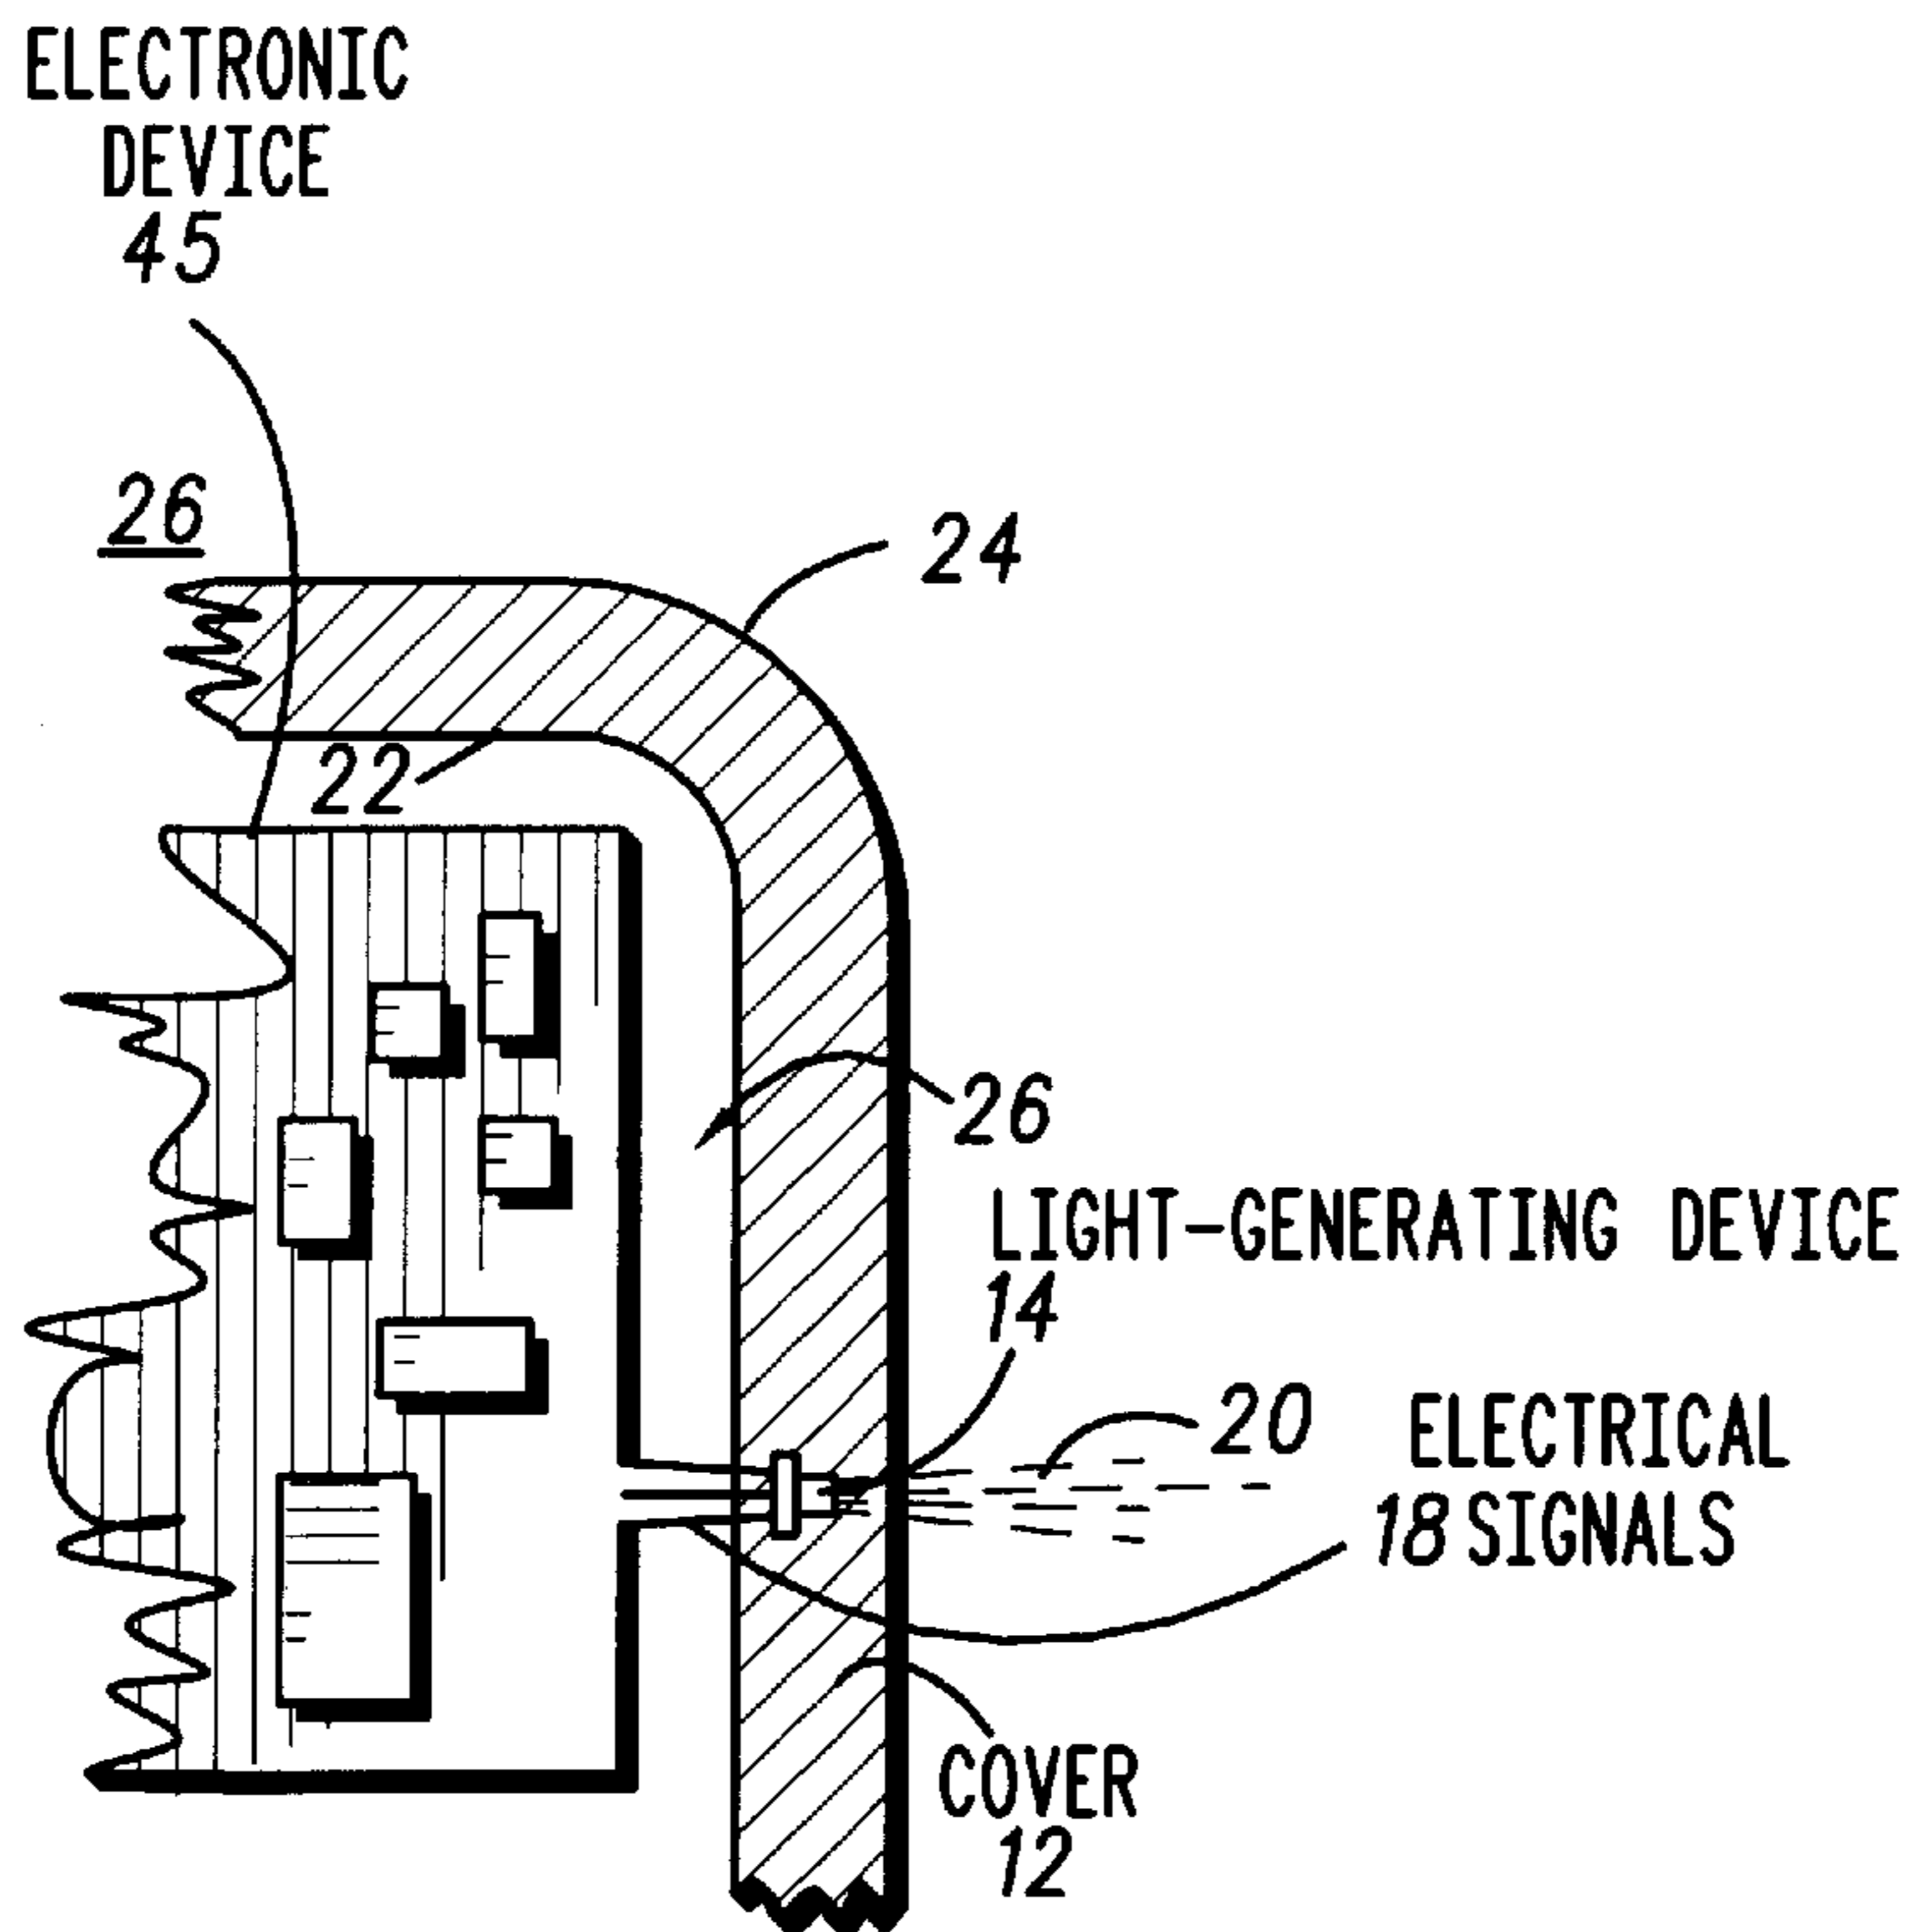 ELECTRONIC
DEVICE
45
26
24
22
26
LIGHT-GENERATING DEVICE
14
20
ELECTRICAL
18 SIGNALS
COVER
12